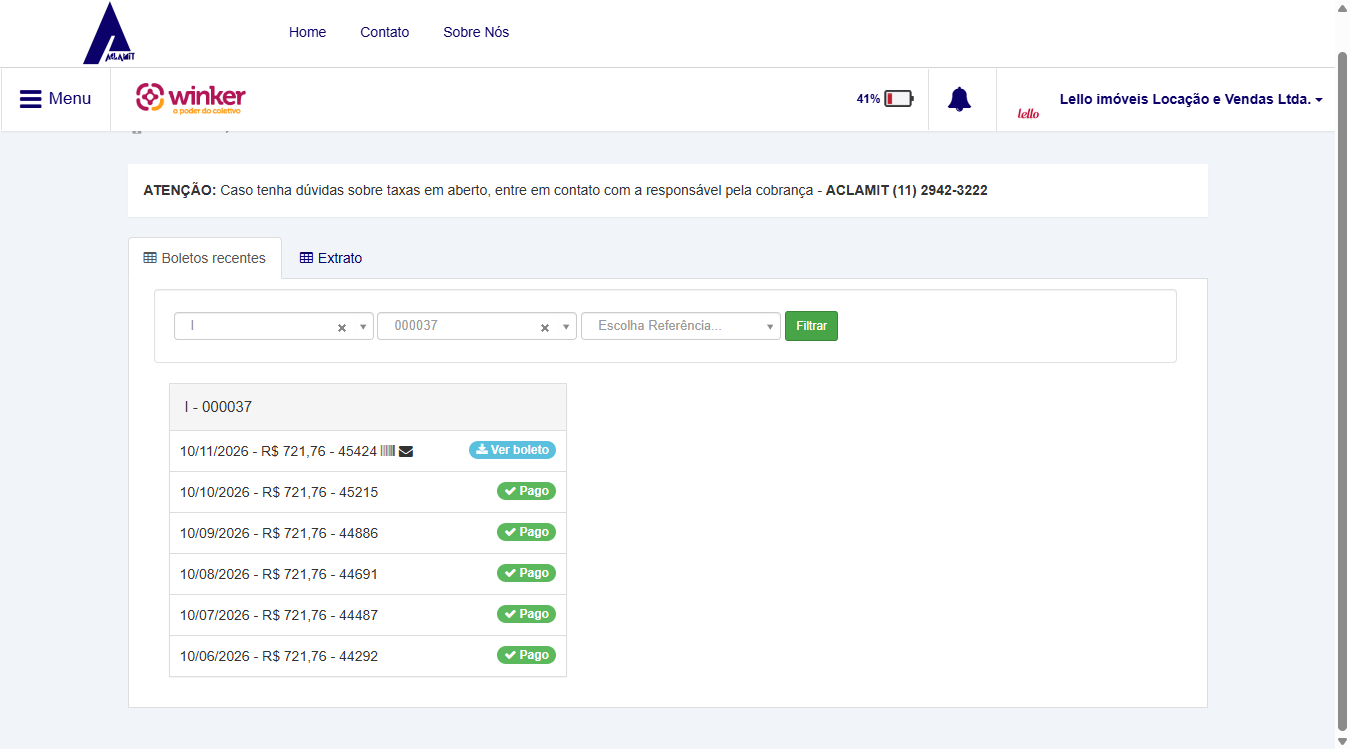 ACLAMIT
Home Contato Sobre Nós
Menu
winker
o poder do coletivo
41%
lello
Lello imóveis Locação e Vendas Ltda.
ATENÇÃO: Caso tenha dúvidas sobre taxas em aberto, entre em contato com a responsável pela cobrança - ACLAMIT (11) 2942-3222
Boletos recentes Extrato
I × 000037 × Escolha Referência... Filtrar
I - 000037
10/11/2026 - R$ 721,76 - 45424 Ver boleto
10/10/2026 - R$ 721,76 - 45215 Pago
10/09/2026 - R$ 721,76 - 44886 Pago
10/08/2026 - R$ 721,76 - 44691 Pago
10/07/2026 - R$ 721,76 - 44487 Pago
10/06/2026 - R$ 721,76 - 44292 Pago